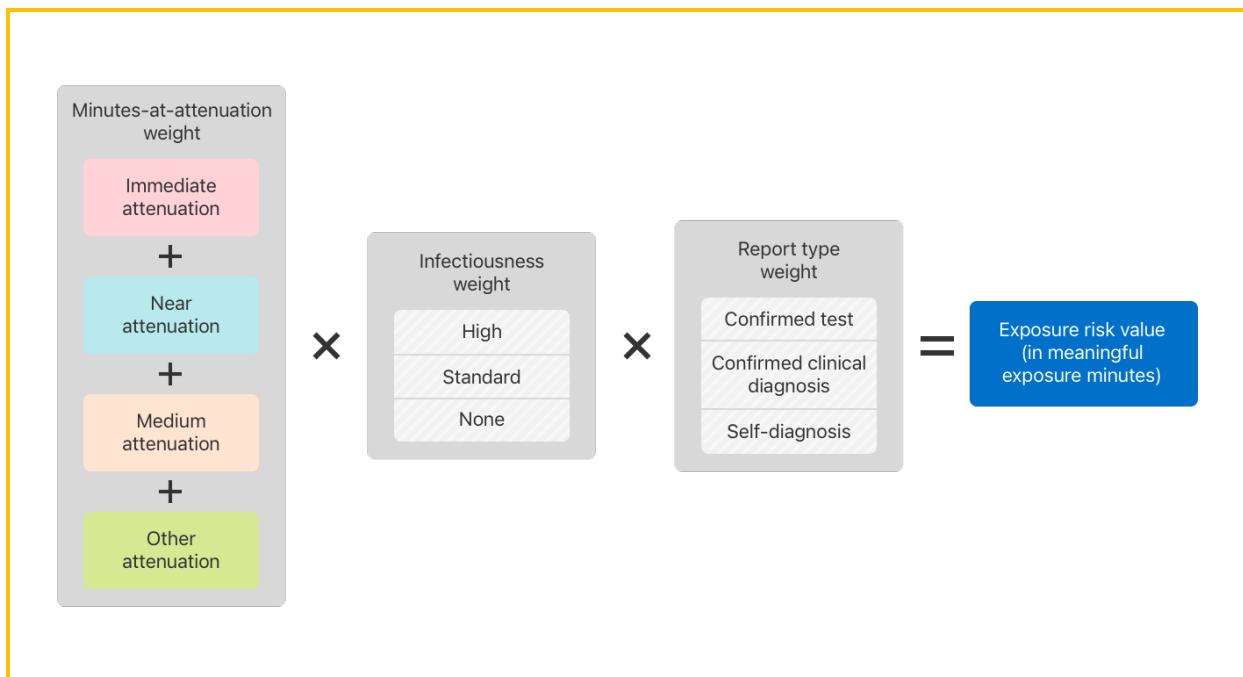 Minutes-at-attenuation
weight
Immediate
attenuation
+
Near
attenuation
+
Medium
attenuation
+
Other
attenuation
×
Infectiousness
weight
High
Standard
None
×
Report type
weight
Confirmed test
Confirmed clinical
diagnosis
Self-diagnosis
=
Exposure risk value
(in meaningful
exposure minutes)